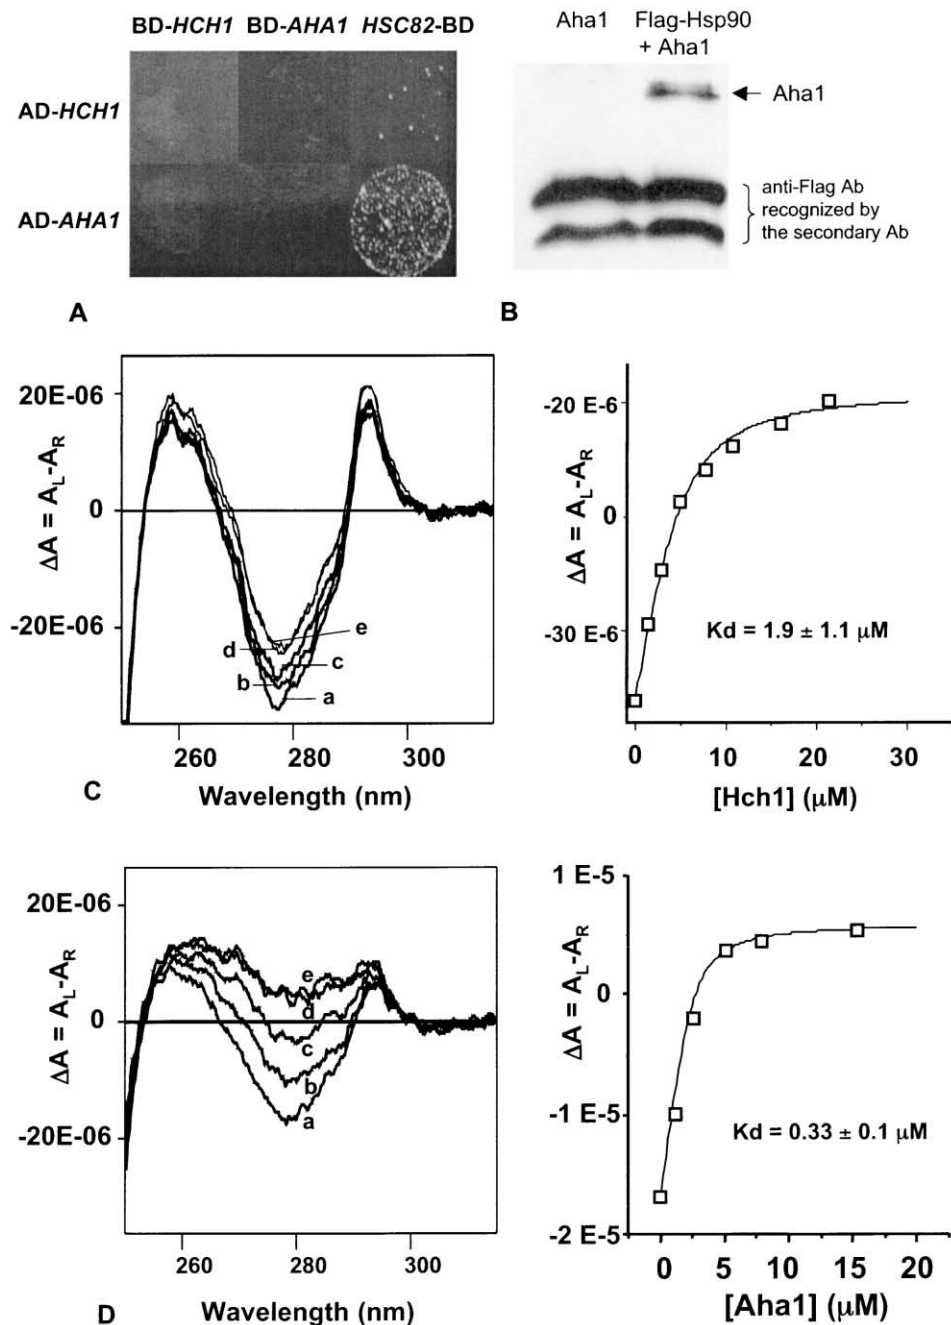 BD-HCH1 BD-AHA1 HSC82-BD
AD-HCH1
AD-AHA1
A
Aha1 Flag-Hsp90
+ Aha1
Aha1
anti-Flag Ab
recognized by
the secondary Ab
B
20E-06
0
-20E-06
ΔA = AL-AR
d
e
b
c
a
260 280 300
Wavelength (nm)
C
-20 E-6
0
-30 E-6
ΔA = AL-AR
Kd = 1.9 ± 1.1 μM
0 10 20 30
[Hch1] (μM)
20E-06
0
-20E-06
ΔA = AL-AR
e
d
c
b
a
260 280 300
Wavelength (nm)
D
1 E-5
0
-1 E-5
-2 E-5
ΔA = AL-AR
Kd = 0.33 ± 0.1 μM
0 5 10 15 20
[Aha1] (μM)